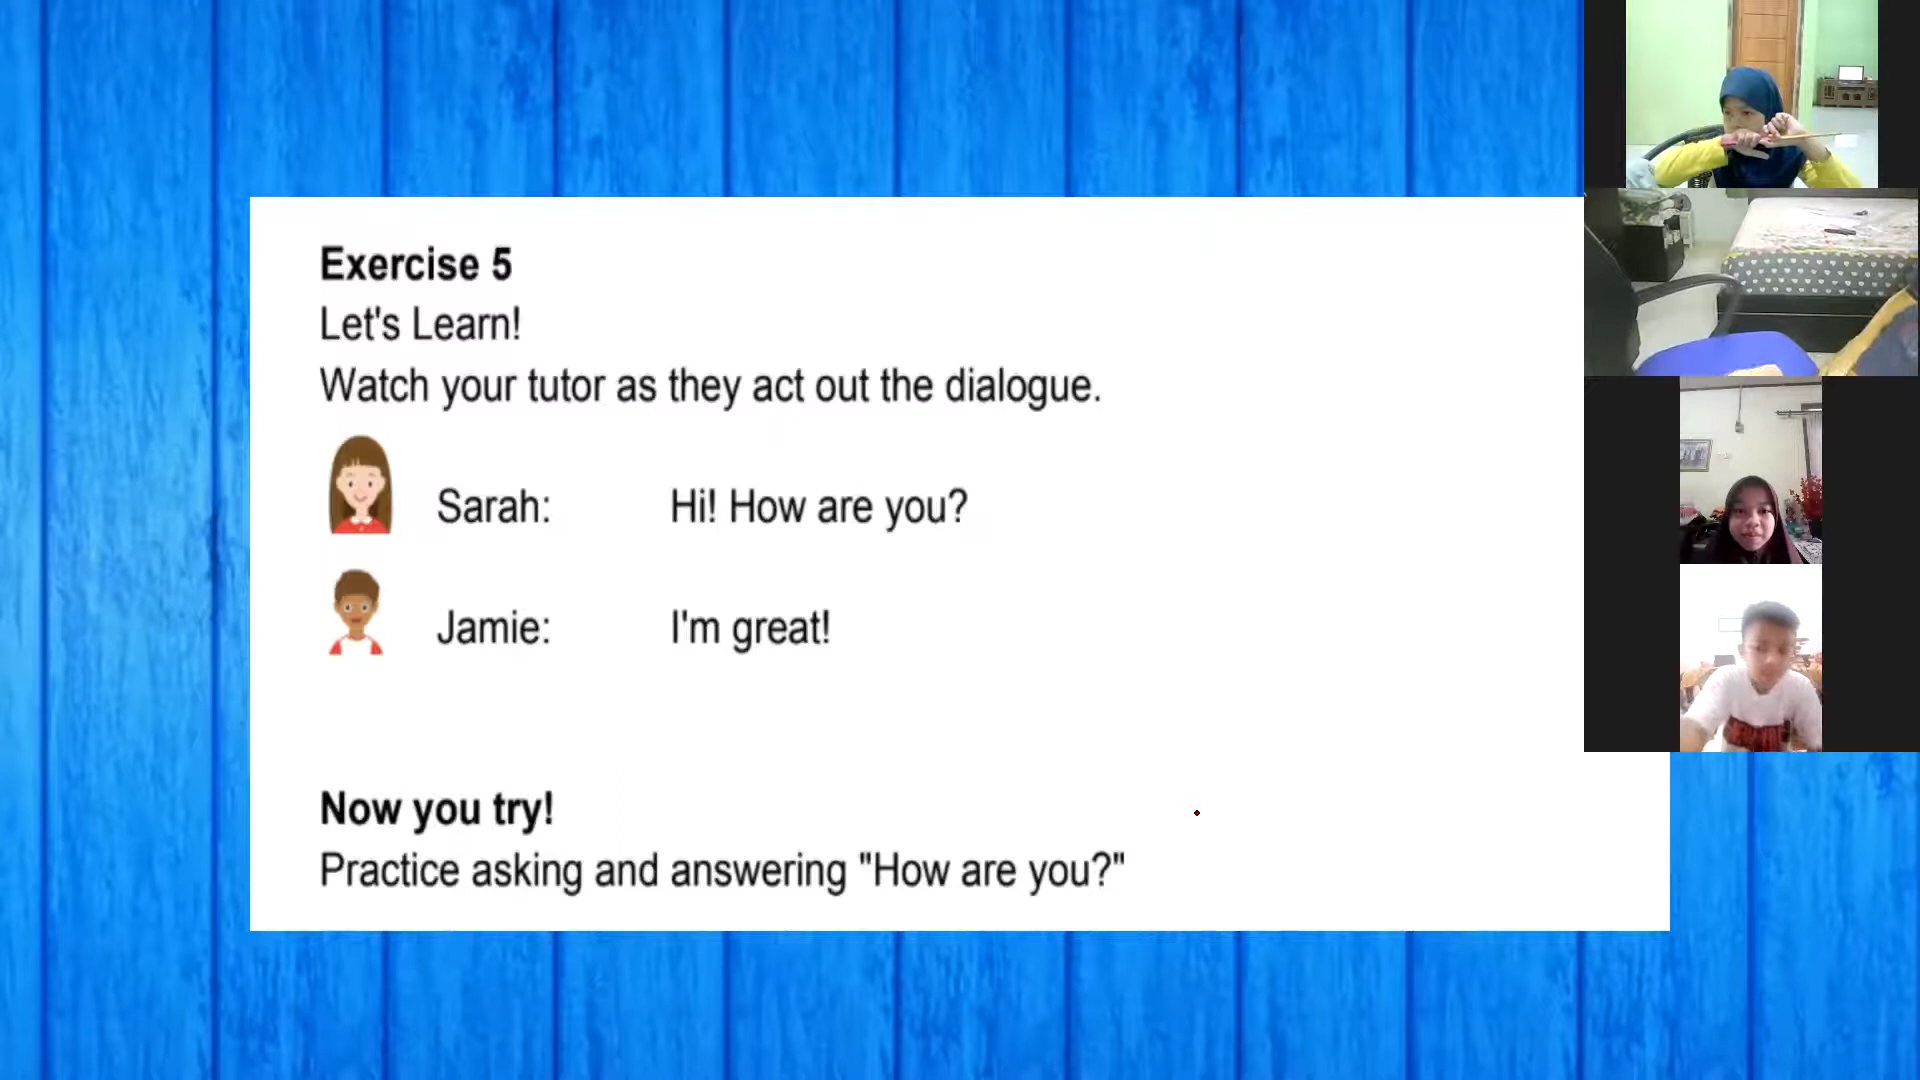 Exercise 5
Let's Learn!
Watch your tutor as they act out the dialogue.
Sarah: Hi! How are you?
Jamie: I'm great!
Now you try!
Practice asking and answering "How are you?"